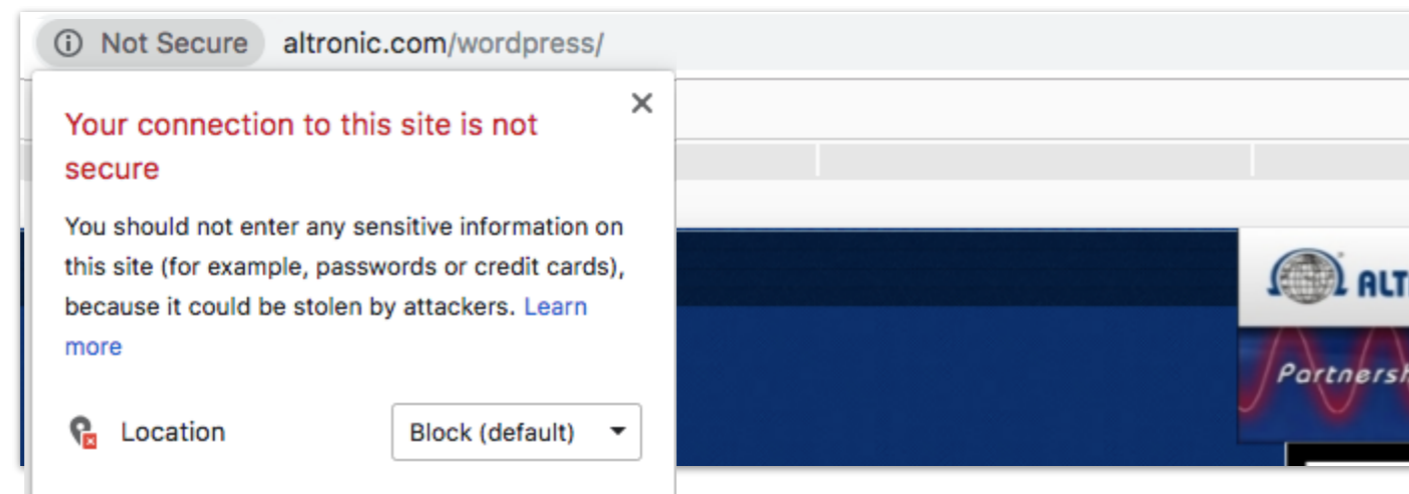 Not Secure altronic.com/wordpress/
Your connection to this site is not
secure
You should not enter any sensitive information on
this site (for example, passwords or credit cards),
because it could be stolen by attackers. Learn
more
Location Block (default)
ALT
Partnersh